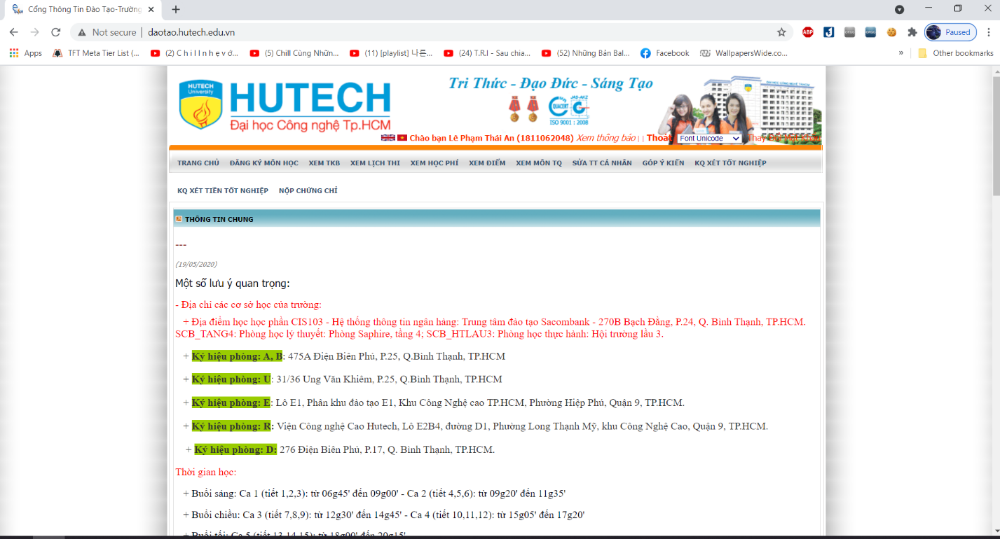 Cổng Thông Tin Đào Tạo-Trường
Not secure | daotao.hutech.edu.vn
ABP
OPGG
OPGG
Paused
Apps
TFT Meta Tier List (...
(2) C h i l l n h ẹ v ở...
(5) Chill Cùng Nhữn...
(11) [playlist] 나른...
(24) T.R.I - Sau chia...
(52) Những Bản Bal...
Facebook
WallpapersWide.co...
»
Other bookmarks
HUTECH
University
HUTECH
Đại học Công nghệ Tp.HCM
Tri Thức - Đạo Đức - Sáng Tạo
QUACERT
JAS-ANZ
ISO 9001 : 2008
Chào bạn Lê Phạm Thái An (1811062048) Xem thông báo | | Thoát Font Unicode Thay Đổi Mật Khẩu
TRANG CHỦ ĐĂNG KÝ MÔN HỌC XEM TKB XEM LỊCH THI XEM HỌC PHÍ XEM ĐIỂM XEM MÔN TQ SỬA TT CÁ NHÂN GÓP Ý KIẾN KQ XÉT TỐT NGHIỆP
KQ XÉT TIỀN TỐT NGHIỆP NỘP CHỨNG CHỈ
THÔNG TIN CHUNG
---
(19/05/2020)
Một số lưu ý quan trọng:
- Địa chỉ các cơ sở học của trường:
+ Địa điểm học học phần CIS103 - Hệ thống thông tin ngân hàng: Trung tâm đào tạo Sacombank - 270B Bạch Đằng, P.24, Q. Bình Thạnh, TP.HCM.
SCB_TANG4: Phòng học lý thuyết: Phòng Saphire, tầng 4; SCB_HTLAU3: Phòng học thực hành: Hội trường lầu 3.
+ Ký hiệu phòng: A, B: 475A Điện Biên Phủ, P.25, Q.Bình Thạnh, TP.HCM
+ Ký hiệu phòng: U: 31/36 Ung Văn Khiêm, P.25, Q.Bình Thạnh, TP.HCM
+ Ký hiệu phòng: E: Lô E1, Phân khu đào tạo E1, Khu Công Nghệ cao TP.HCM, Phường Hiệp Phú, Quận 9, TP.HCM.
+ Ký hiệu phòng: R: Viện Công nghệ Cao Hutech, Lô E2B4, đường D1, Phường Long Thạnh Mỹ, khu Công Nghệ Cao, Quận 9, TP.HCM.
+ Ký hiệu phòng: D: 276 Điện Biên Phủ, P.17, Q. Bình Thạnh, TP.HCM.
Thời gian học:
+ Buổi sáng: Ca 1 (tiết 1,2,3): từ 06g45' đến 09g00' - Ca 2 (tiết 4,5,6): từ 09g20' đến 11g35'
+ Buổi chiều: Ca 3 (tiết 7,8,9): từ 12g30' đến 14g45' - Ca 4 (tiết 10,11,12): từ 15g05' đến 17g20'
+ Buổi tối: Ca 5 (tiết 13,14,15): từ 18g00' đến 20g15'